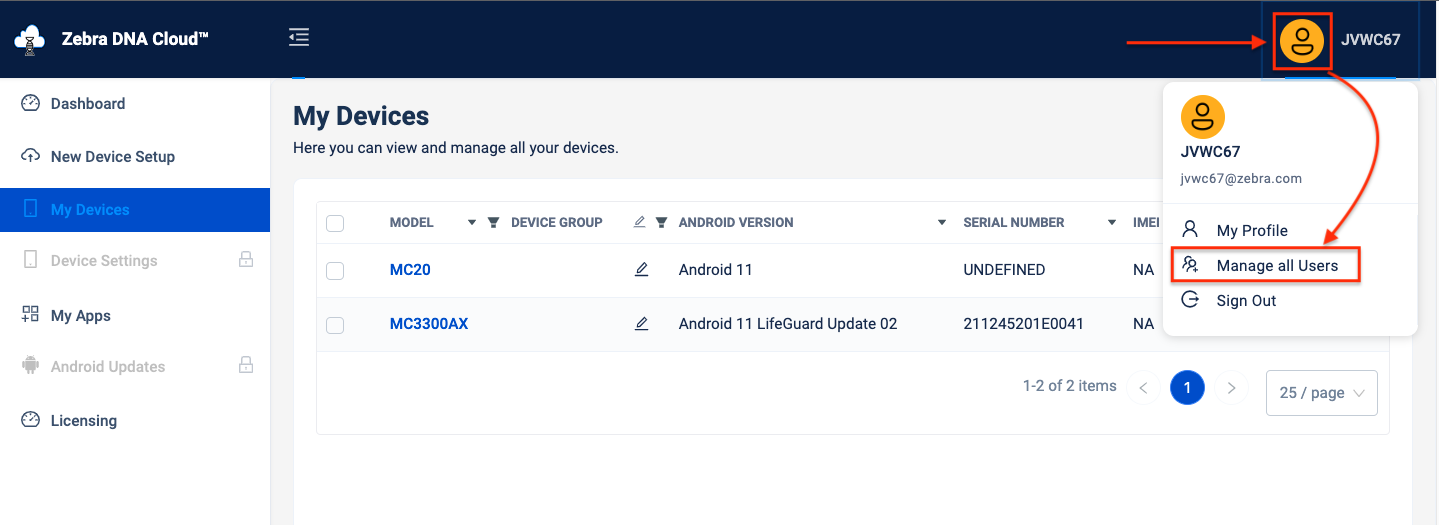 Zebra DNA Cloud™
JVWC67
Dashboard
New Device Setup
My Devices
Device Settings
My Apps
Android Updates
Licensing
My Devices
Here you can view and manage all your devices.
MODEL DEVICE GROUP ANDROID VERSION SERIAL NUMBER IMEI
MC20 Android 11 UNDEFINED NA
MC3300AX Android 11 LifeGuard Update 02 211245201E0041 NA
1-2 of 2 items 1 25 / page
JVWC67
jvwc67@zebra.com
My Profile
Manage all Users
Sign Out